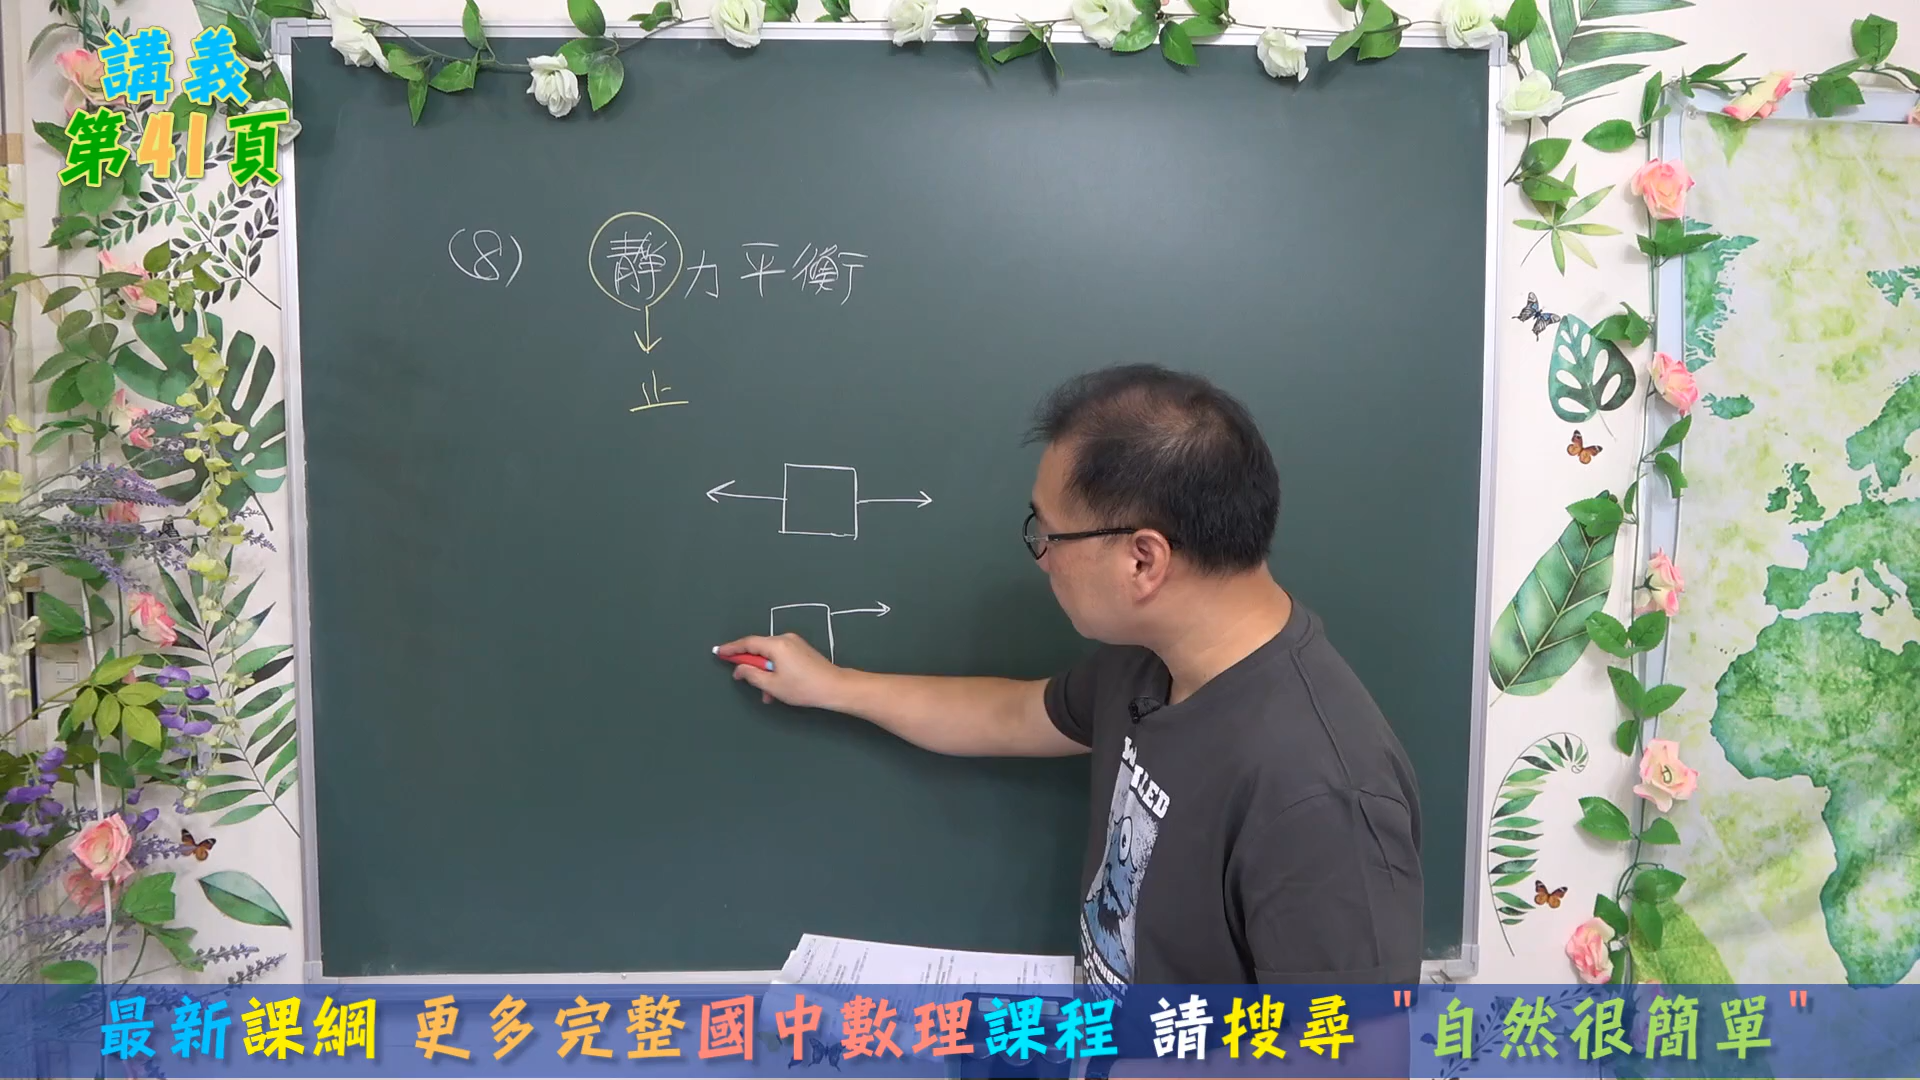 講義
第41頁
(8) 靜力平衡
止
最新課綱 更多完整國中數理課程 請搜尋 "自然很簡單"